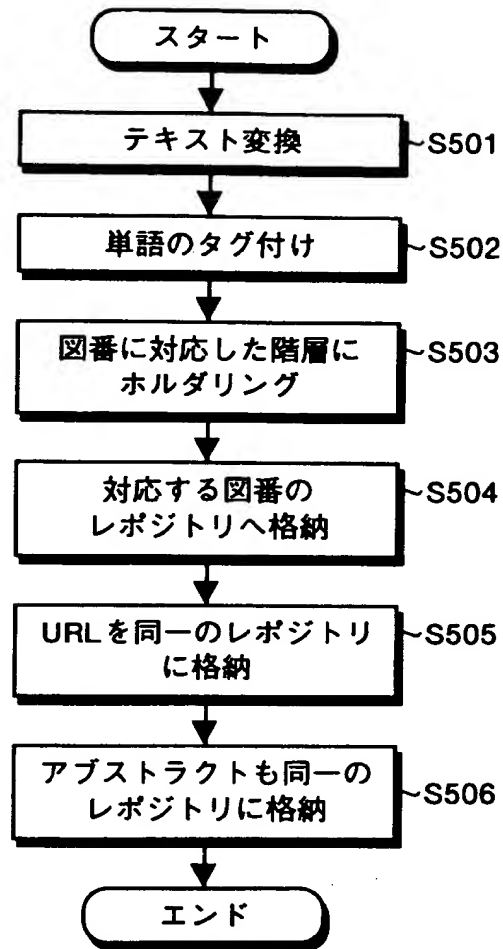 スタート
テキスト変換
~S501
単語のタグ付け
~S502
図番に対応した階層に
ホルダリング
~S503
対応する図番の
レポジトリへ格納
~S504
URLを同一のレポジトリ
に格納
~S505
アブストラクトも同一の
レポジトリに格納
~S506
エンド